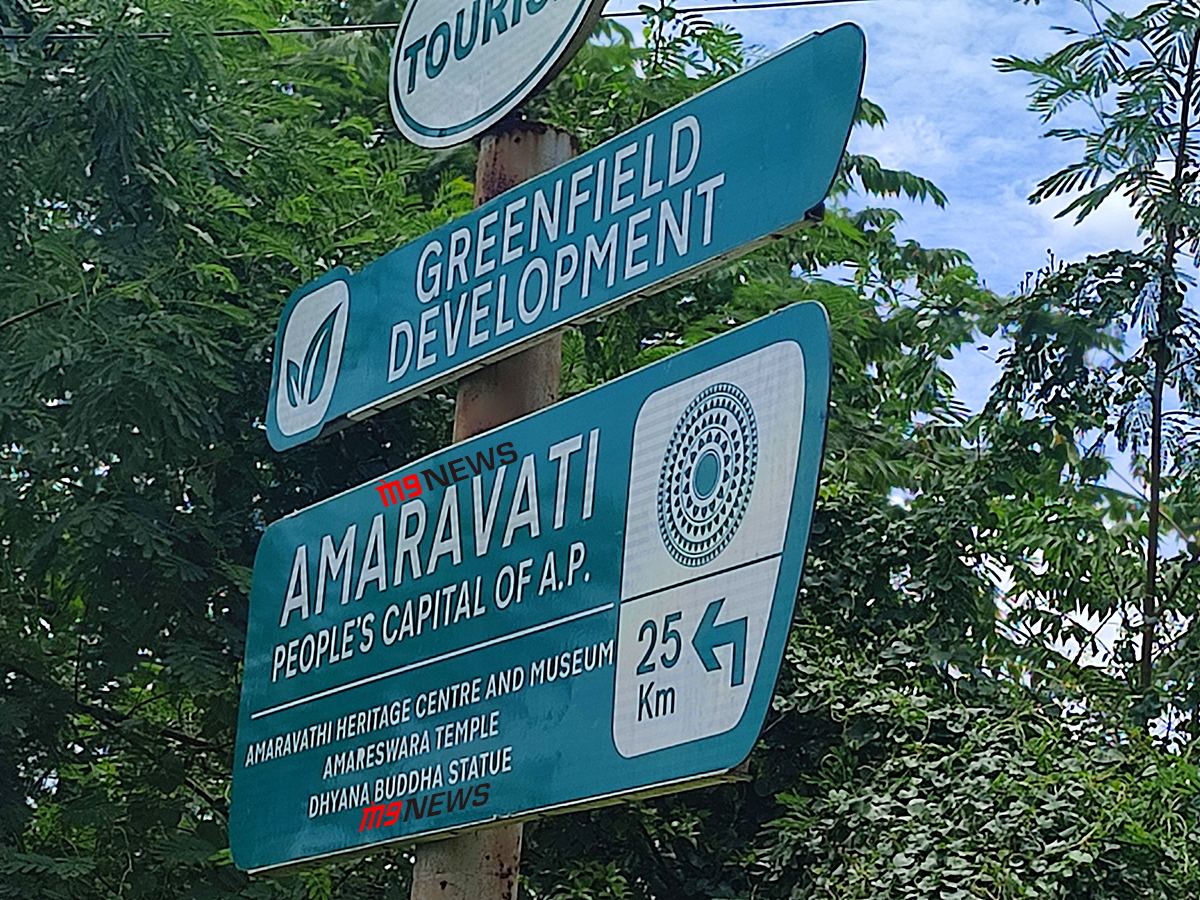 GREENFIELD
DEVELOPMENT
M9 NEWS
AMARAVATI
PEOPLE'S CAPITAL OF A.P.
25
Km
AMARAVATHI HERITAGE CENTRE AND MUSEUM
AMARESWARA TEMPLE
DHYANA BUDDHA STATUE
M9 NEWS